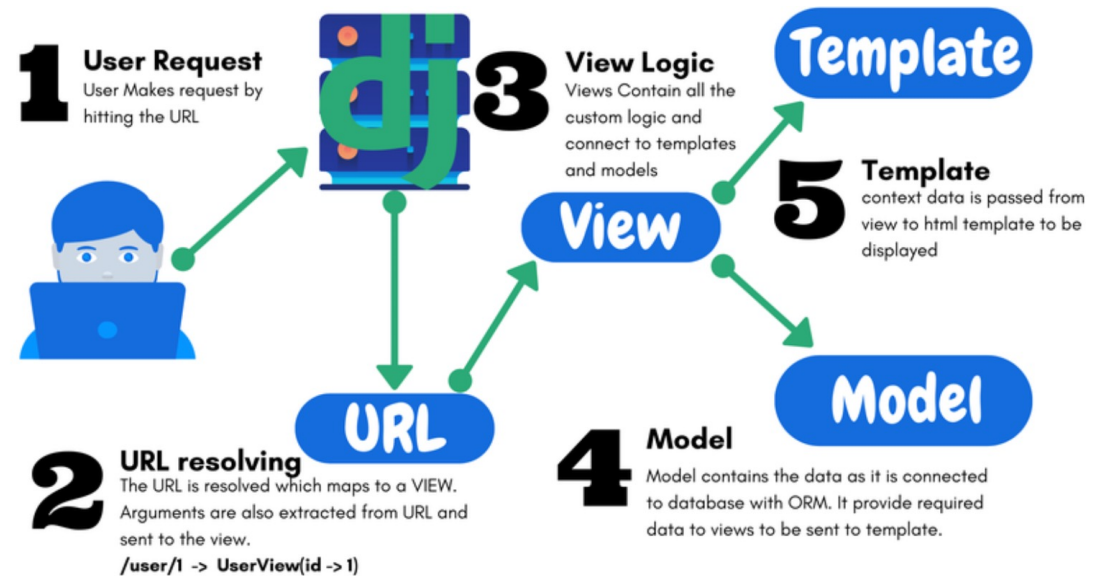 1
User Request
User Makes request by
hitting the URL
dj
3
View Logic
Views Contain all the
custom logic and
connect to templates
and models
Template
View
5
Template
context data is passed from
view to html template to be
displayed
URL
2
URL resolving
The URL is resolved which maps to a VIEW.
Arguments are also extracted from URL and
sent to the view.
/user/1 -> UserView(id -> 1)
Model
4
Model
Model contains the data as it is connected
to database with ORM. It provide required
data to views to be sent to template.